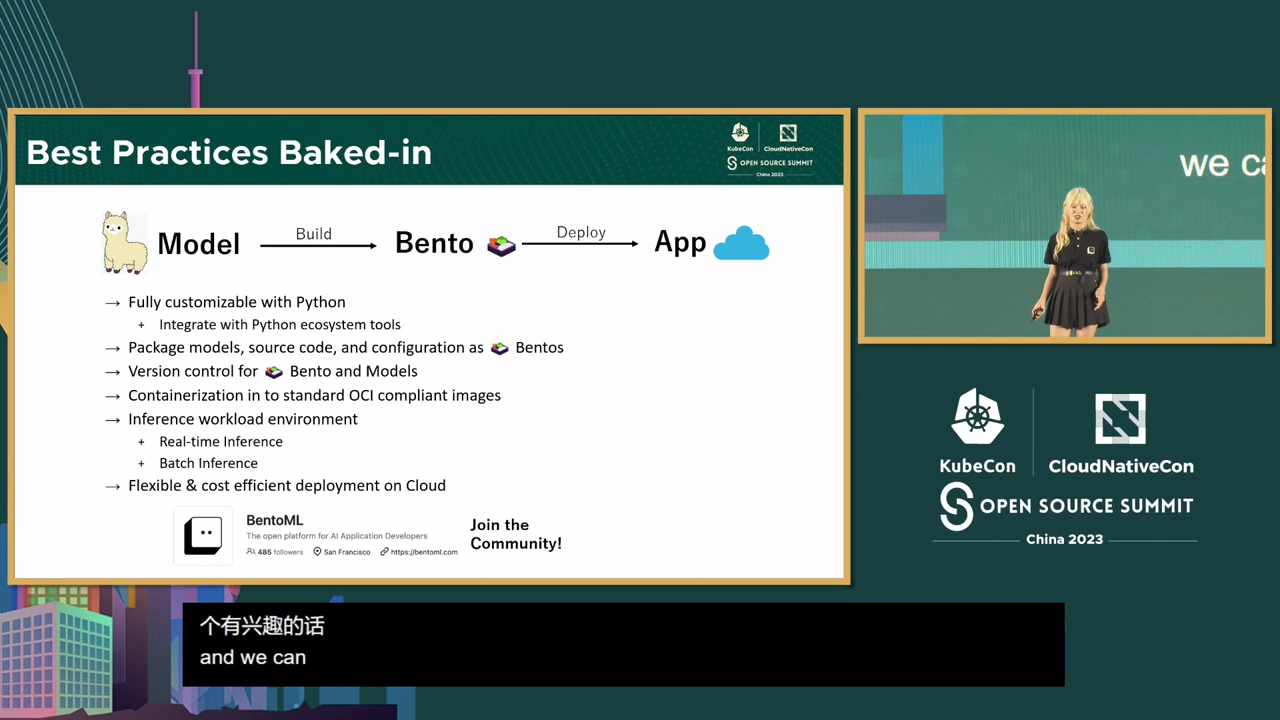 Best Practices Baked-in
KubeCon
CloudNativeCon
OPEN SOURCE SUMMIT
China 2023
Model
Build
Bento
Deploy
App
→ Fully customizable with Python
+ Integrate with Python ecosystem tools
→ Package models, source code, and configuration as Bentos
→ Version control for Bento and Models
→ Containerization in to standard OCI compliant images
→ Inference workload environment
+ Real-time Inference
+ Batch Inference
→ Flexible & cost efficient deployment on Cloud
BentoML
The open platform for AI Application Developers
485 followers San Francisco https://bentoml.com
Join the
Community!
we ca
KubeCon
CloudNativeCon
OPEN SOURCE SUMMIT
China 2023
个有兴趣的话
and we can